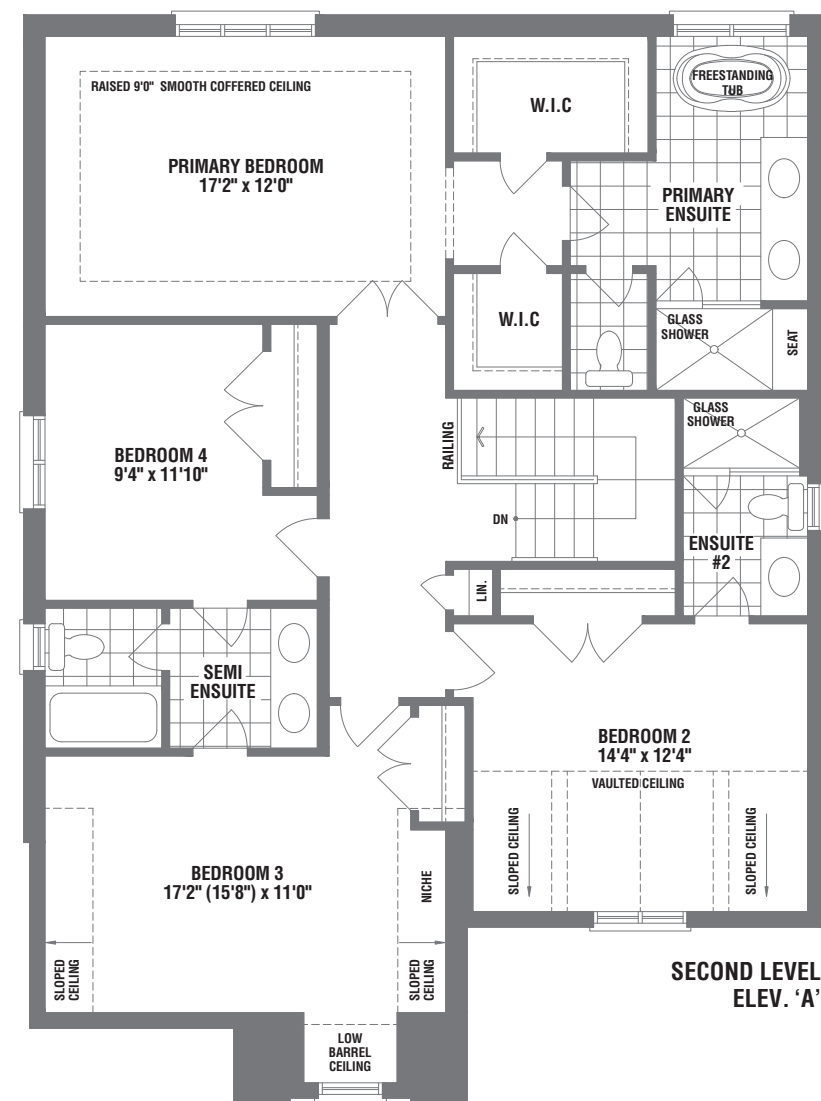 RAISED 9'0" SMOOTH COFFERED CEILING
PRIMARY BEDROOM
17'2" x 12'0"
W.I.C
FREESTANDING
TUB
PRIMARY
ENSUITE
W.I.C
GLASS
SHOWER
SEAT
BEDROOM 4
9'4" x 11'10"
RAILING
DN
GLASS
SHOWER
ENSUITE
#2
LIN.
SEMI
ENSUITE
BEDROOM 2
14'4" x 12'4"
VAULTED CEILING
SLOPED CEILING
SLOPED CEILING
BEDROOM 3
17'2" (15'8") x 11'0"
NICHE
SLOPED
CEILING
SLOPED
CEILING
LOW
BARREL
CEILING
SECOND LEVEL
ELEV. ‘A’